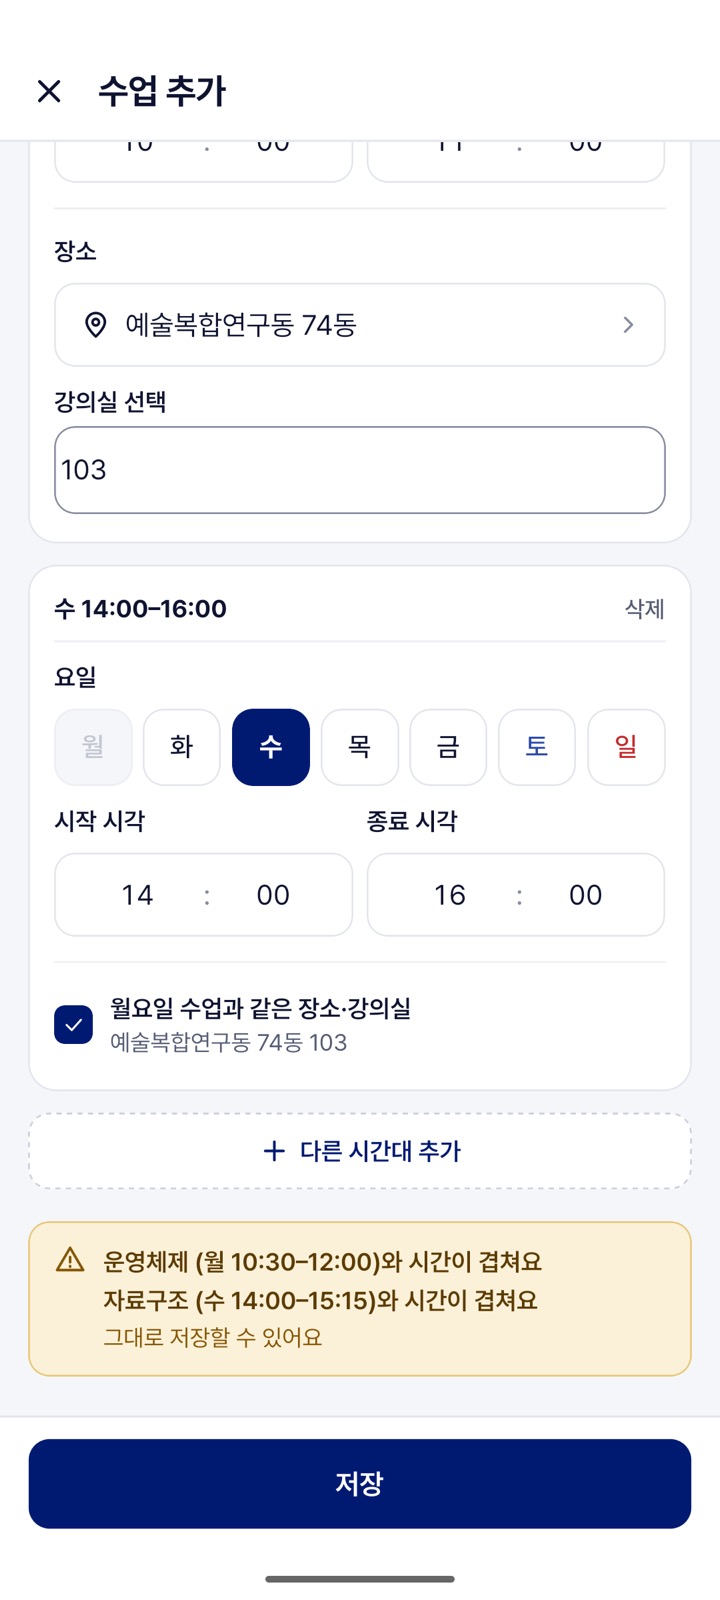 수업 추가
10 : 00 11 : 00
장소
예술복합연구동 74동
강의실 선택
103
수 14:00–16:00 삭제
요일
월 화 수 목 금 토 일
시작 시각 종료 시각
14 : 00 16 : 00
월요일 수업과 같은 장소·강의실
예술복합연구동 74동 103
+ 다른 시간대 추가
운영체제 (월 10:30–12:00)와 시간이 겹쳐요
자료구조 (수 14:00–15:15)와 시간이 겹쳐요
그대로 저장할 수 있어요
저장